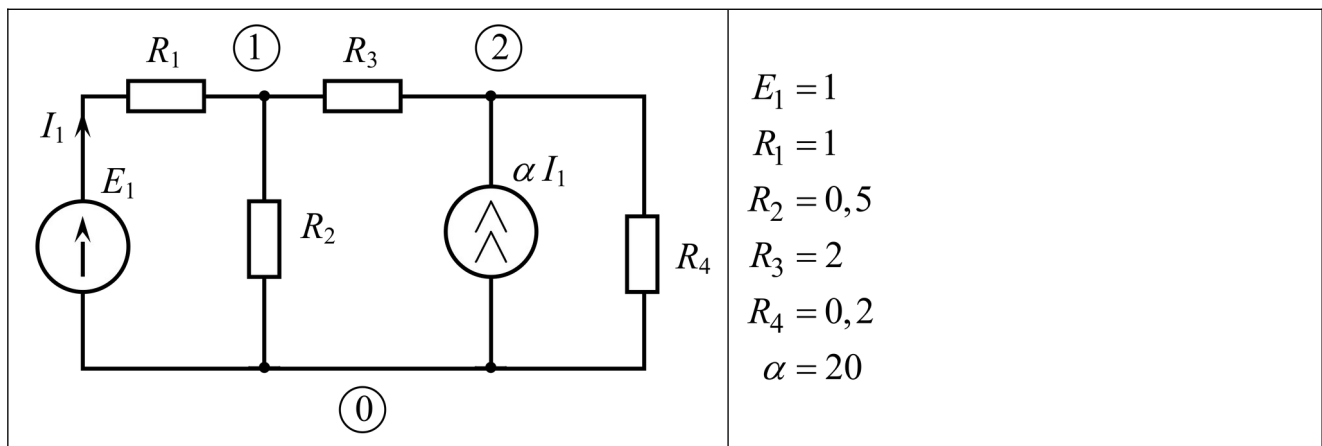 R₁ ① R₃ ②
I₁
E₁
R₂
α I₁
R₄
⓪
E₁ = 1
R₁ = 1
R₂ = 0,5
R₃ = 2
R₄ = 0,2
α = 20